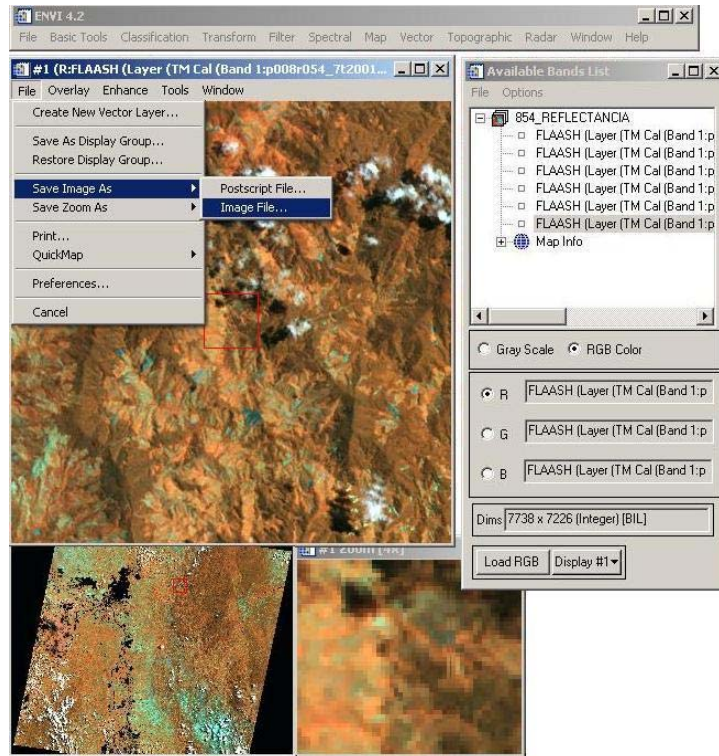 ENVI 4.2
File Basic Tools Classification Transform Filter Spectral Map Vector Topographic Radar Window Help
#1 (R:FLAASH (Layer (TM Cal (Band 1:p008r054_7t2001...
File Overlay Enhance Tools Window
Create New Vector Layer...
Save As Display Group...
Restore Display Group...
Save Image As
Save Zoom As
Print...
QuickMap
Preferences...
Cancel
Postscript File...
Image File...
#1 Zoom [4x]
Available Bands List
File Options
854_REFLECTANCIA
FLAASH (Layer (TM Cal (Band 1:p
FLAASH (Layer (TM Cal (Band 1:p
FLAASH (Layer (TM Cal (Band 1:p
FLAASH (Layer (TM Cal (Band 1:p
FLAASH (Layer (TM Cal (Band 1:p
FLAASH (Layer (TM Cal (Band 1:p
Map Info
Gray Scale RGB Color
R FLAASH (Layer (TM Cal (Band 1:p
G FLAASH (Layer (TM Cal (Band 1:p
B FLAASH (Layer (TM Cal (Band 1:p
Dims 7738 x 7226 (Integer) [BIL]
Load RGB Display #1